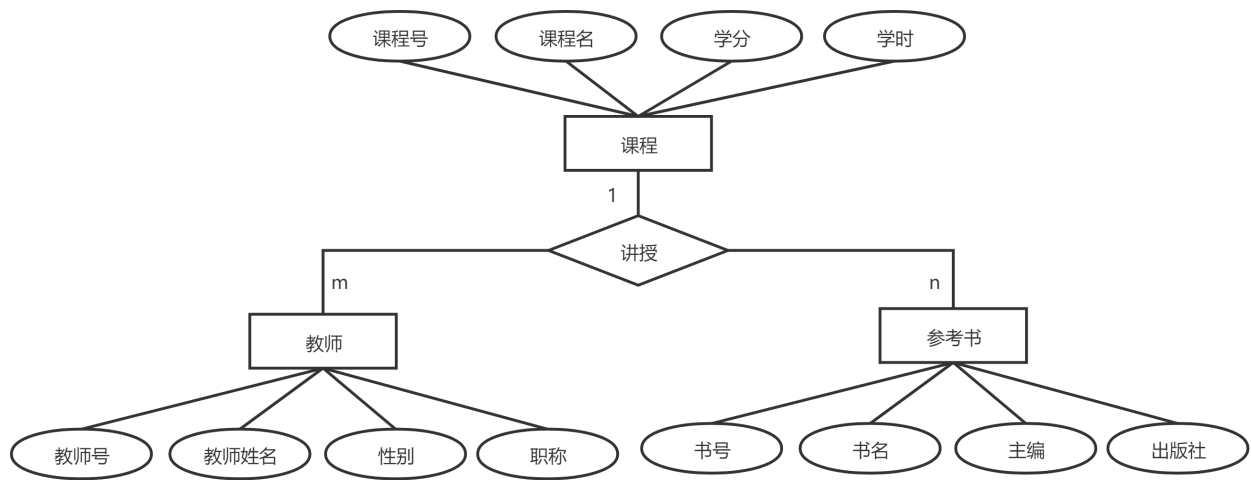 课程号
课程名
学分
学时
课程
1
讲授
m
n
教师
参考书
教师号
教师姓名
性别
职称
书号
书名
主编
出版社